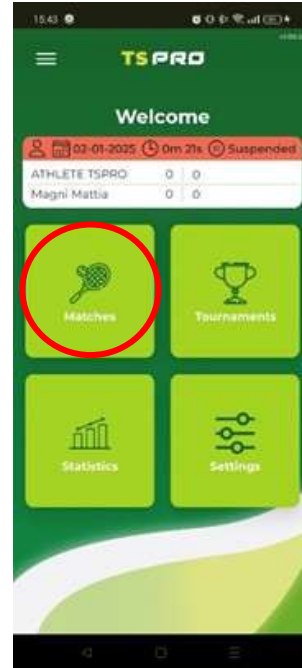 15:43
TSPRO
Welcome
02-01-2025 0m 21s Suspended
ATHLETE TSPRO 0 0
Magni Mattia 0 0
Matches Tournaments
Statistics Settings